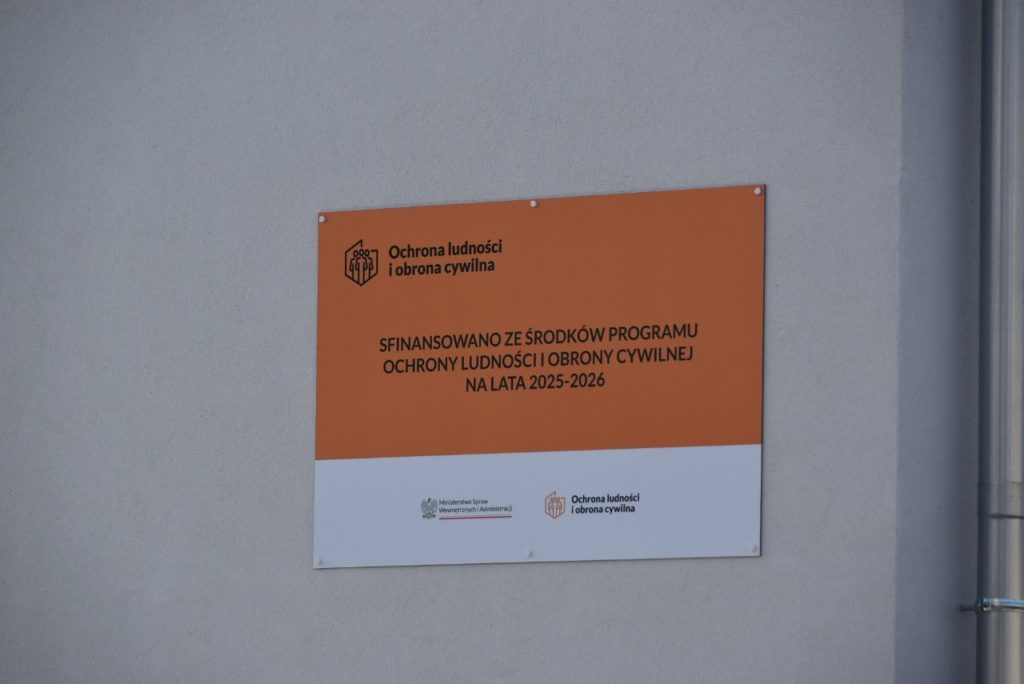 Ochrona ludności
i obrona cywilna
SFINANSOWANO ZE ŚRODKÓW PROGRAMU
OCHRONY LUDNOŚCI I OBRONY CYWILNEJ
NA LATA 2025-2026
Ministerstwo Spraw
Wewnętrznych i Administracji
Ochrona ludności
i obrona cywilna